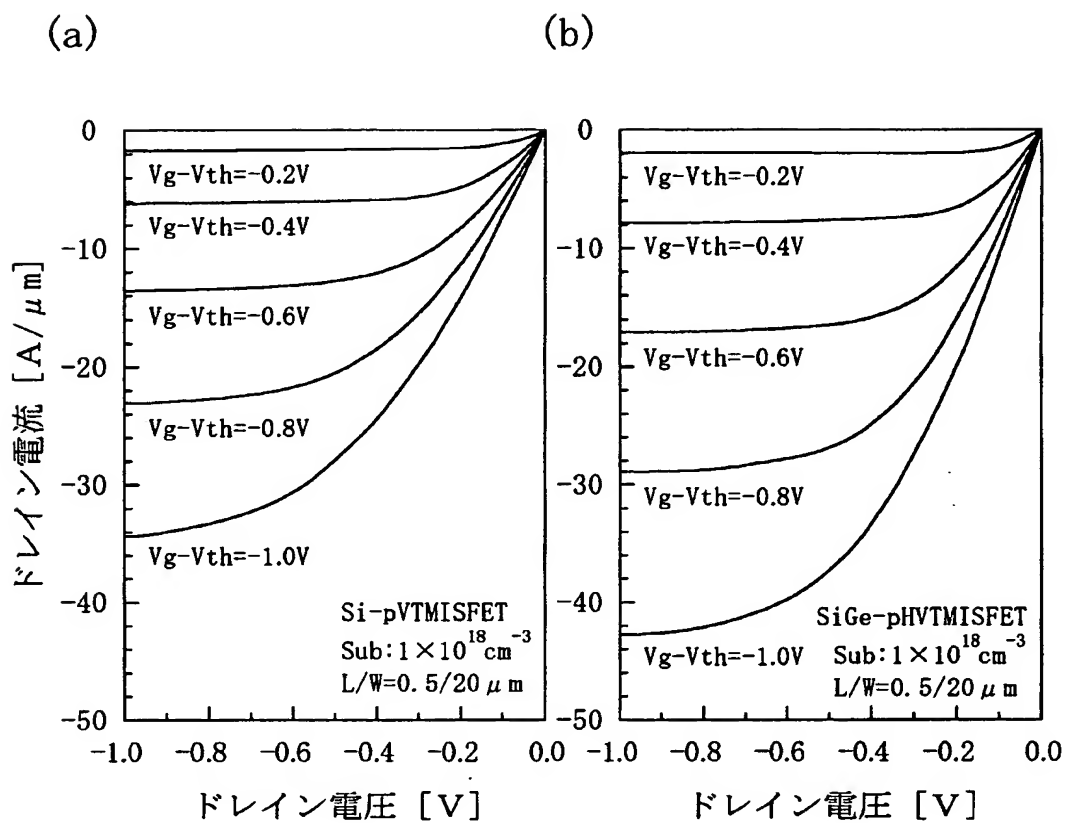 (a)
ドレイン電流 [A/μm]
0
-10
-20
-30
-40
-50
Vg-Vth=-0.2V
Vg-Vth=-0.4V
Vg-Vth=-0.6V
Vg-Vth=-0.8V
Vg-Vth=-1.0V
Si-pVTMISFET
Sub:1×10¹⁸cm⁻³
L/W=0.5/20μm
-1.0 -0.8 -0.6 -0.4 -0.2 0.0
ドレイン電圧 [V]
(b)
0
-10
-20
-30
-40
-50
Vg-Vth=-0.2V
Vg-Vth=-0.4V
Vg-Vth=-0.6V
Vg-Vth=-0.8V
Vg-Vth=-1.0V
SiGe-pHVTMISFET
Sub:1×10¹⁸cm⁻³
L/W=0.5/20μm
-1.0 -0.8 -0.6 -0.4 -0.2 0.0
ドレイン電圧 [V]